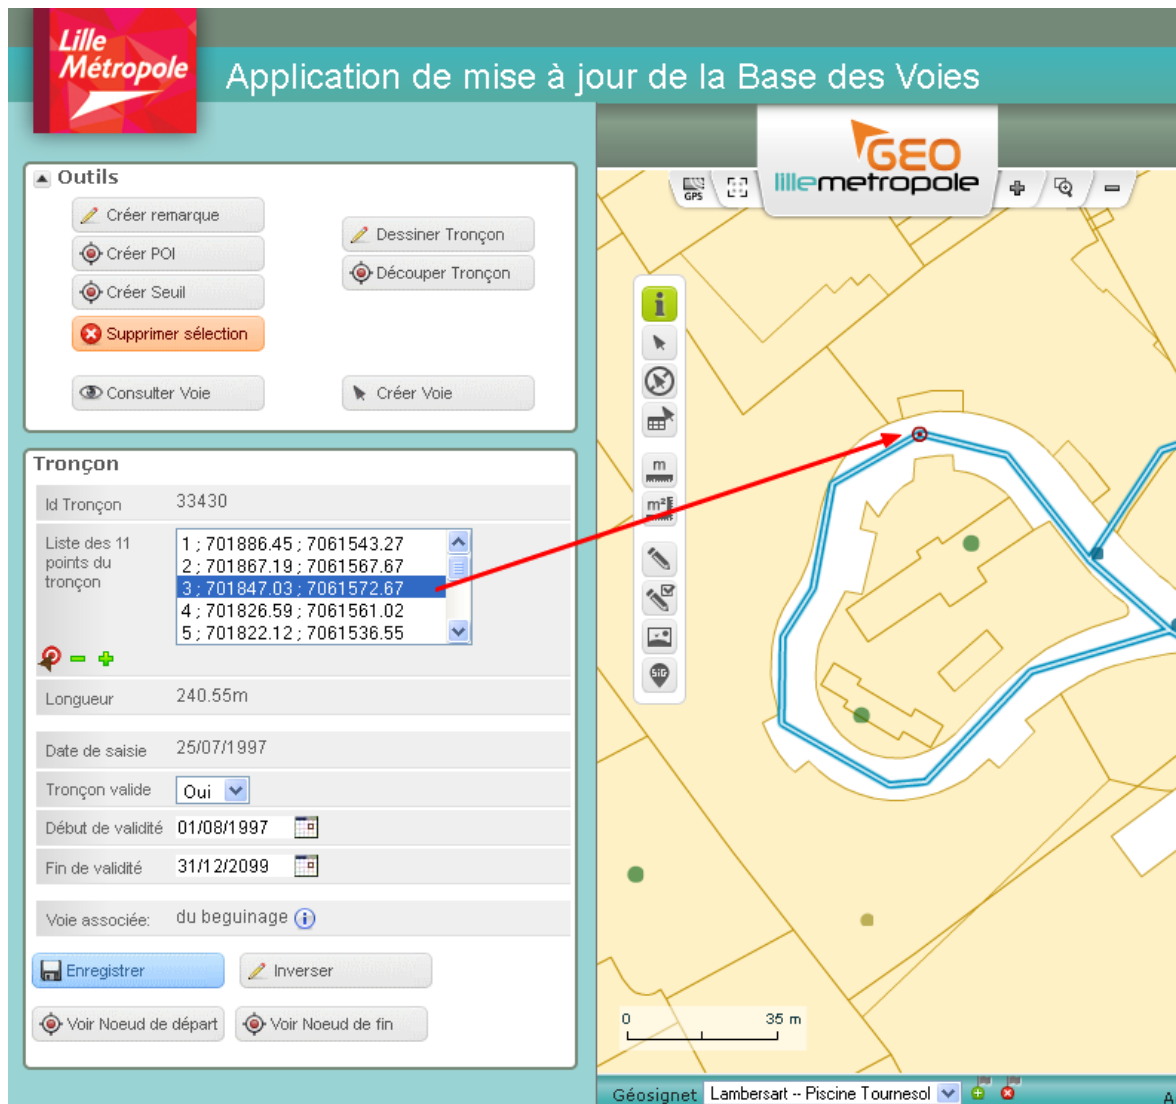 Lille
Métropole
Application de mise à jour de la Base des Voies
GEO
lillemetropole
GPS
Outils
Créer remarque
Créer POI
Créer Seuil
Supprimer sélection
Consulter Voie
Dessiner Tronçon
Découper Tronçon
Créer Voie
Tronçon
Id Tronçon 33430
Liste des 11
points du
tronçon
1 ; 701886.45 ; 7061543.27
2 ; 701867.19 ; 7061567.67
3 ; 701847.03 ; 7061572.67
4 ; 701826.59 ; 7061561.02
5 ; 701822.12 ; 7061536.55
Longueur 240.55m
Date de saisie 25/07/1997
Tronçon valide Oui
Début de validité 01/08/1997
Fin de validité 31/12/2099
Voie associée: du beguinage
Enregistrer
Inverser
Voir Noeud de départ
Voir Noeud de fin
m
m²
SIG
0 35 m
Géosignet Lambersart -- Piscine Tournesol